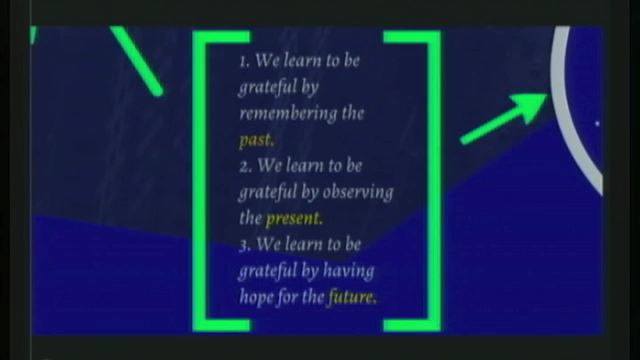 1. We learn to be
grateful by
remembering the
past.
2. We learn to be
grateful by observing
the present.
3. We learn to be
grateful by having
hope for the future.